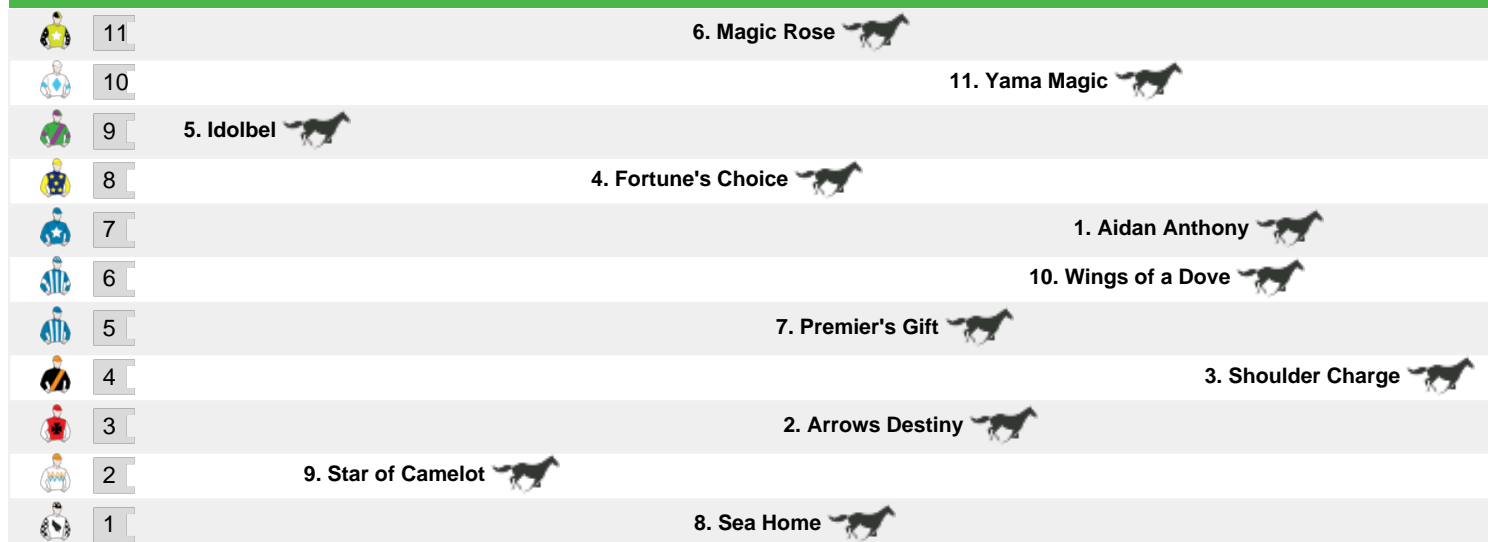 11 6. Magic Rose
10 11. Yama Magic
9 5. Idolbel
8 4. Fortune's Choice
7 1. Aidan Anthony
6 10. Wings of a Dove
5 7. Premier's Gift
4 3. Shoulder Charge
3 2. Arrows Destiny
2 9. Star of Camelot
1 8. Sea Home